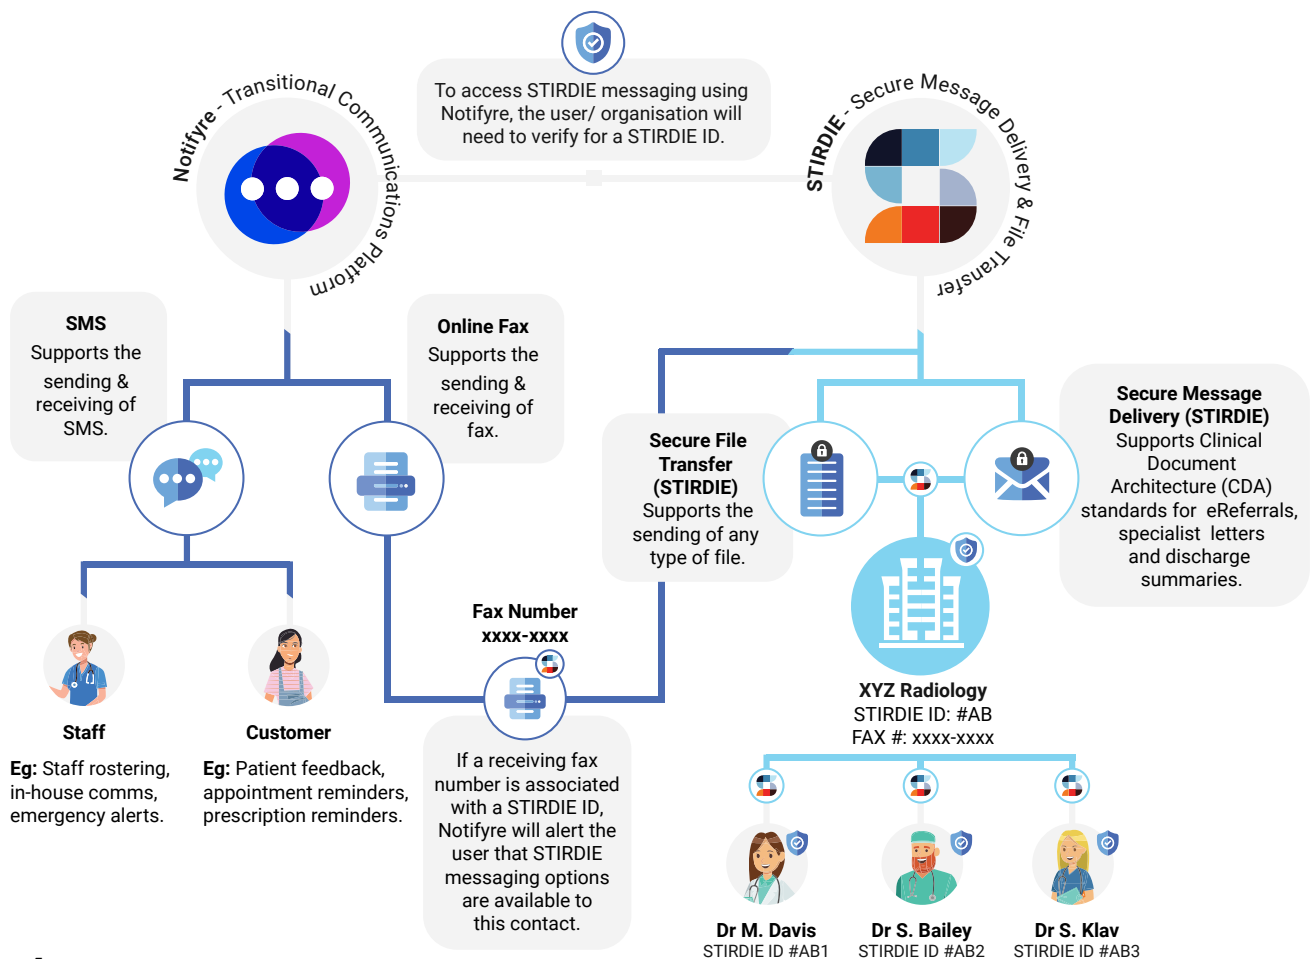 To access STIRDIE messaging using
Notifyre, the user/ organisation will
need to verify for a STIRDIE ID.
Notifyre - Transitional Communications Platform
STIRDIE - Secure Message Delivery & File Transfer
SMS
Supports the
sending &
receiving of
SMS.
Online Fax
Supports the
sending &
receiving of
fax.
Secure File
Transfer
(STIRDIE)
Supports the
sending of any
type of file.
Secure Message
Delivery (STIRDIE)
Supports Clinical
Document
Architecture (CDA)
standards for eReferrals,
specialist letters
and discharge
summaries.
Fax Number
xxxx-xxxx
Staff
Eg: Staff rostering,
in-house comms,
emergency alerts.
Customer
Eg: Patient feedback,
appointment reminders,
prescription reminders.
If a receiving fax
number is associated
with a STIRDIE ID,
Notifyre will alert the
user that STIRDIE
messaging options
are available to
this contact.
XYZ Radiology
STIRDIE ID: #AB
FAX #: xxxx-xxxx
Dr M. Davis
STIRDIE ID #AB1
Dr S. Bailey
STIRDIE ID #AB2
Dr S. Klav
STIRDIE ID #AB3